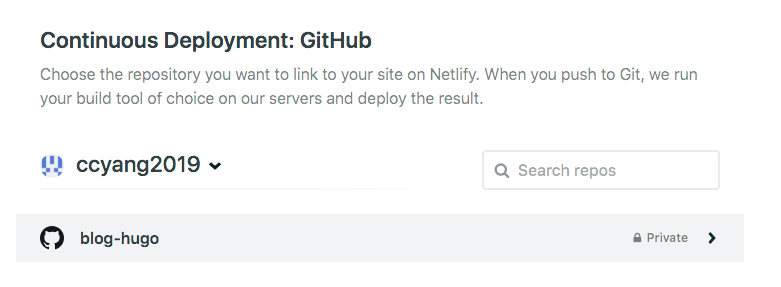 Continuous Deployment: GitHub
Choose the repository you want to link to your site on Netlify. When you push to Git, we run
your build tool of choice on our servers and deploy the result.
ccyang2019
Search repos
blog-hugo
Private